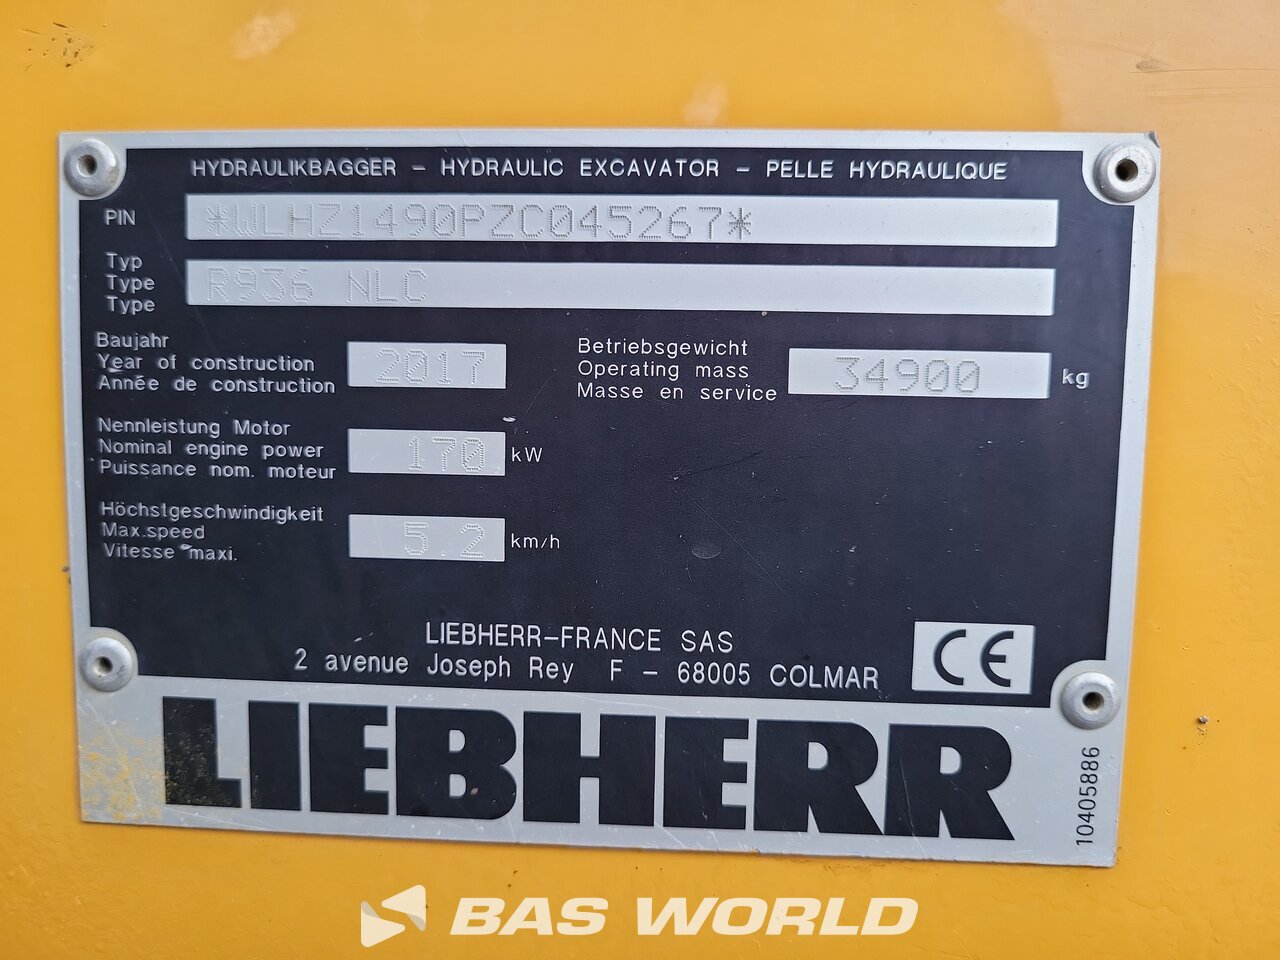 HYDRAULIKBAGGER - HYDRAULIC EXCAVATOR - PELLE HYDRAULIQUE
PIN *WLHZ1490PZC045267*
Typ
Type
Type
R936 NLC
Baujahr
Year of construction
Année de construction
2017
Betriebsgewicht
Operating mass
Masse en service
34900 kg
Nennleistung Motor
Nominal engine power
Puissance nom. moteur
170 kW
Höchstgeschwindigkeit
Max.speed
Vitesse maxi.
5.2 km/h
LIEBHERR-FRANCE SAS
2 avenue Joseph Rey F - 68005 COLMAR
CE
LIEBHERR
10405886
BAS WORLD